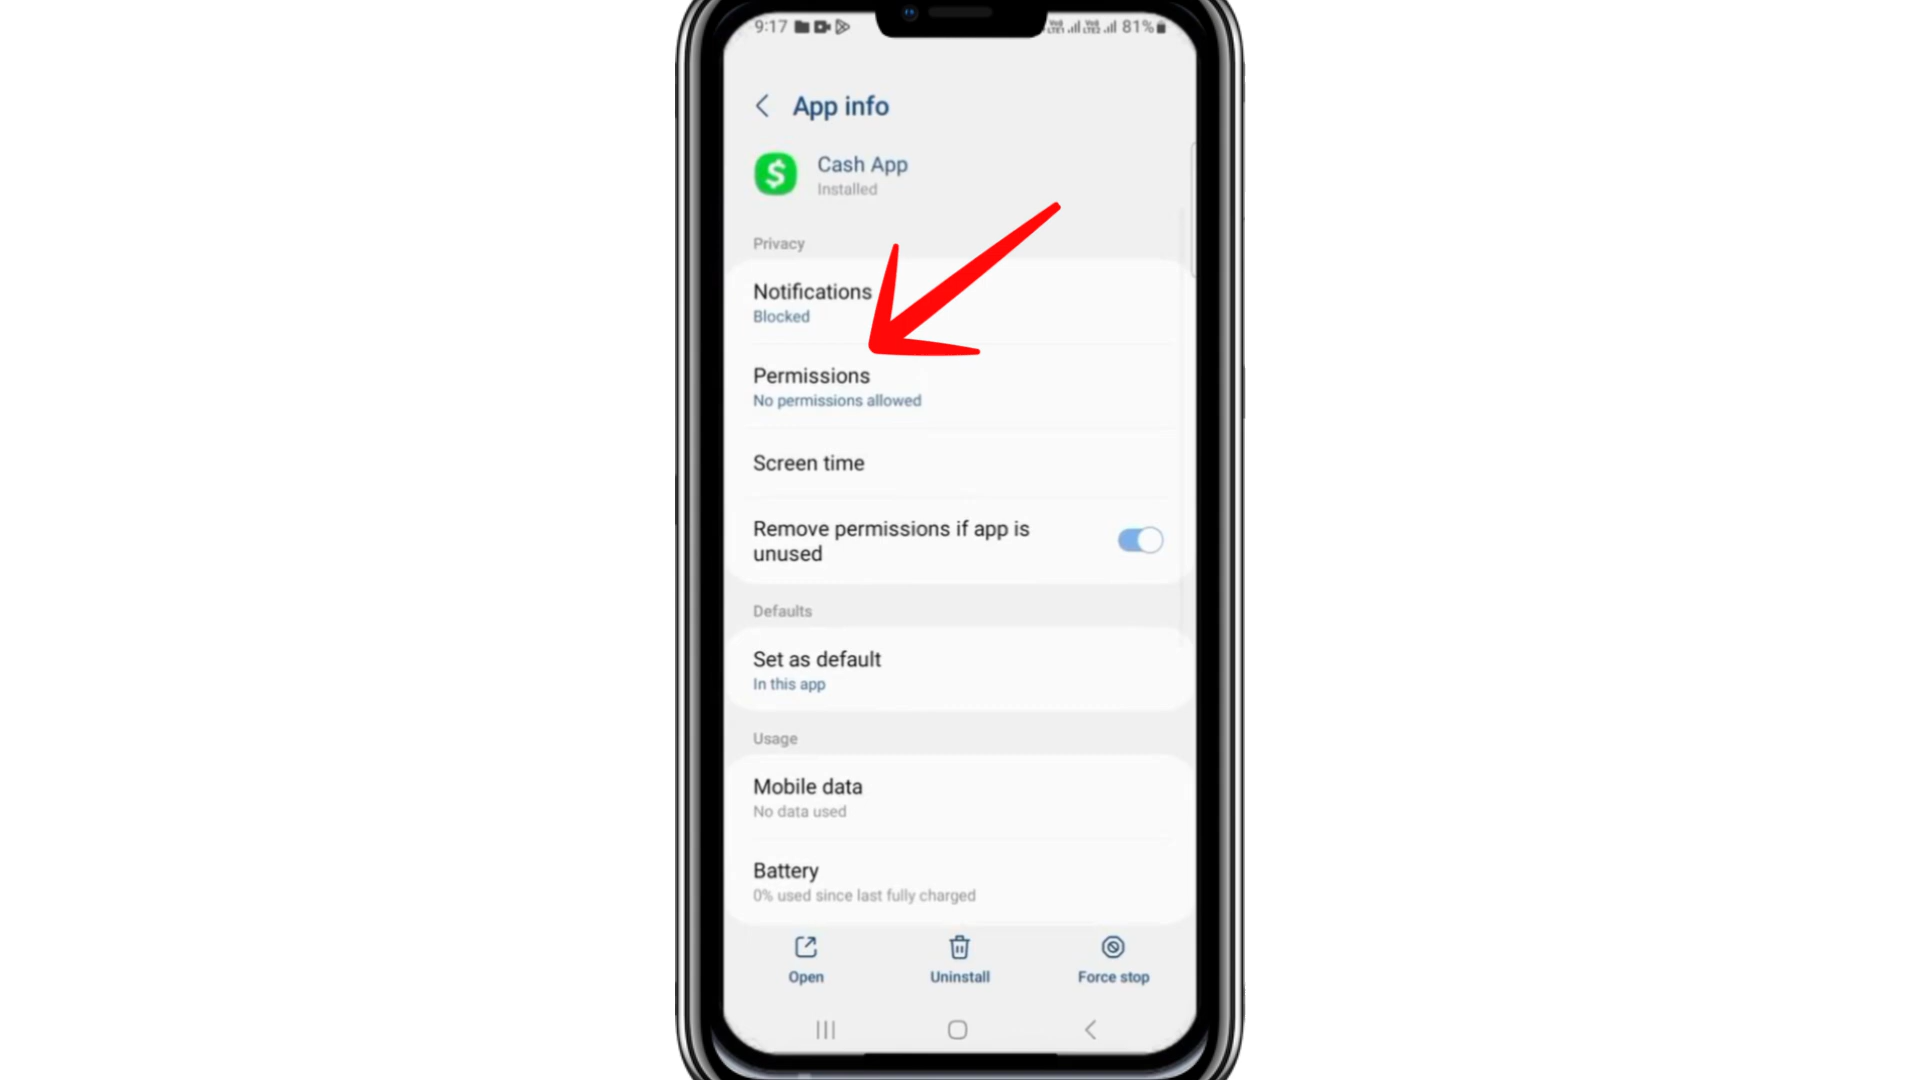 9:17 81%
App info
Cash App
Installed
Privacy
Notifications
Blocked
Permissions
No permissions allowed
Screen time
Remove permissions if app is
unused
Defaults
Set as default
In this app
Usage
Mobile data
No data used
Battery
0% used since last fully charged
Open Uninstall Force stop